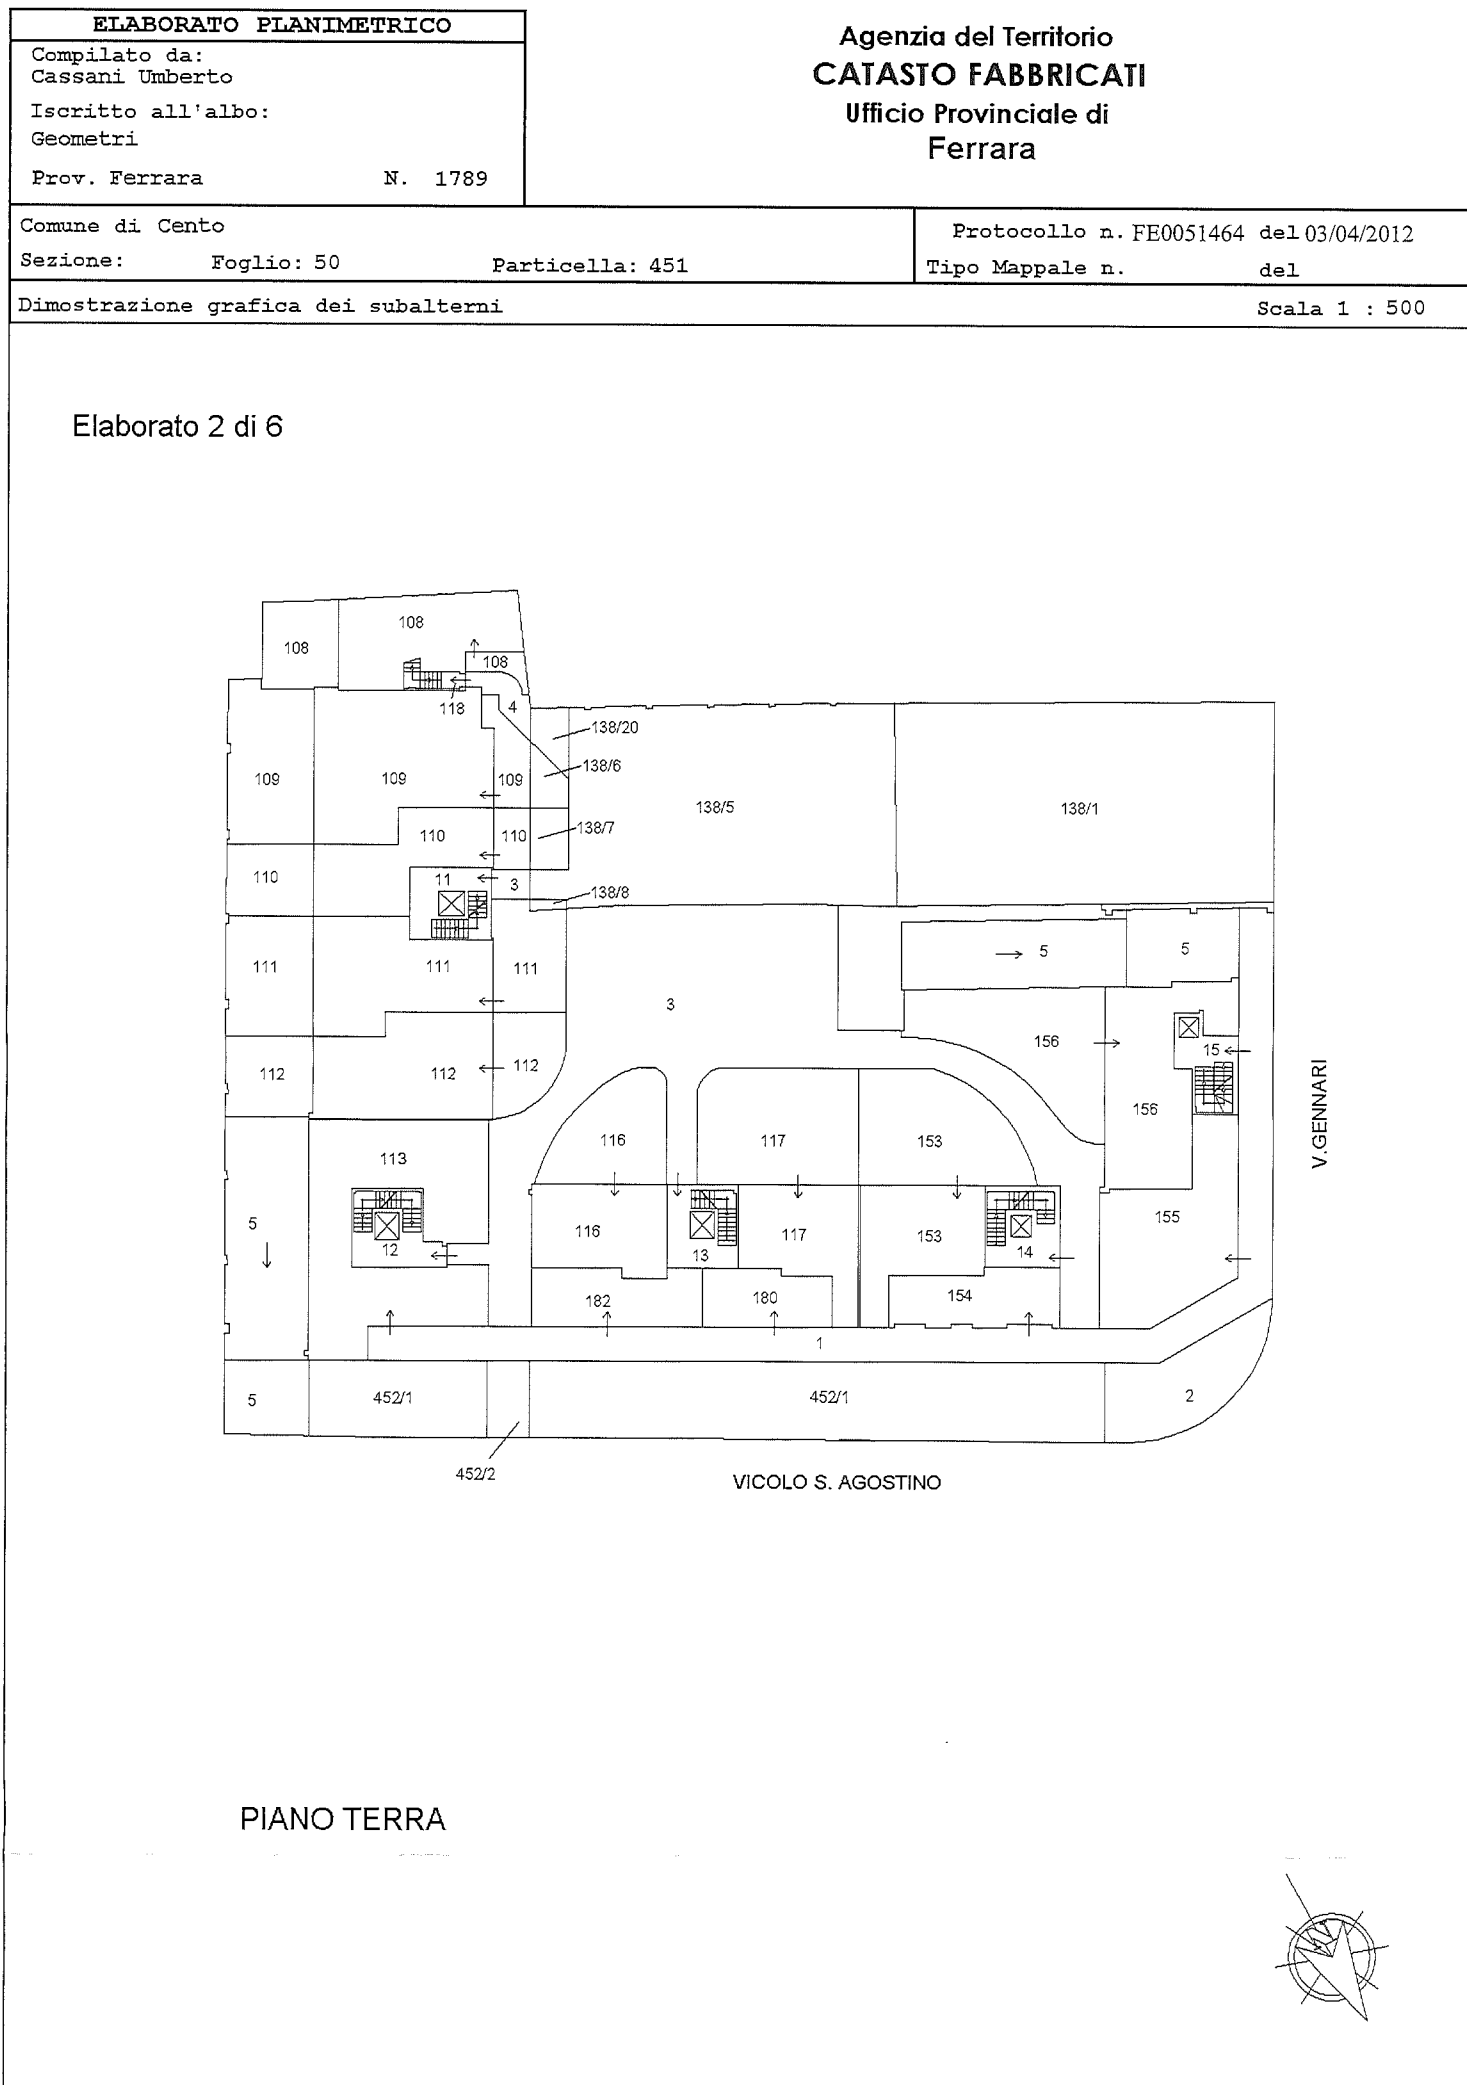 ELABORATO PLANIMETRICO
Compilato da:
Cassani Umberto
Iscritto all'albo:
Geometri
Prov. Ferrara N. 1789
Agenzia del Territorio
CATASTO FABBRICATI
Ufficio Provinciale di
Ferrara
Comune di Cento
Sezione: Foglio: 50 Particella: 451
Protocollo n. FE0051464 del 03/04/2012
Tipo Mappale n. del
Dimostrazione grafica dei subalterni Scala 1 : 500
Elaborato 2 di 6
108
108
108
118
4
138/20
138/6
109
109
109
138/5
138/1
138/7
110
110
110
11
3
138/8
111
111
111
5
5
3
156
15
112
112
112
156
116
117
153
113
V.GENNARI
5
116
117
153
155
12
13
14
182
180
154
1
5
452/1
452/1
2
452/2
VICOLO S. AGOSTINO
PIANO TERRA